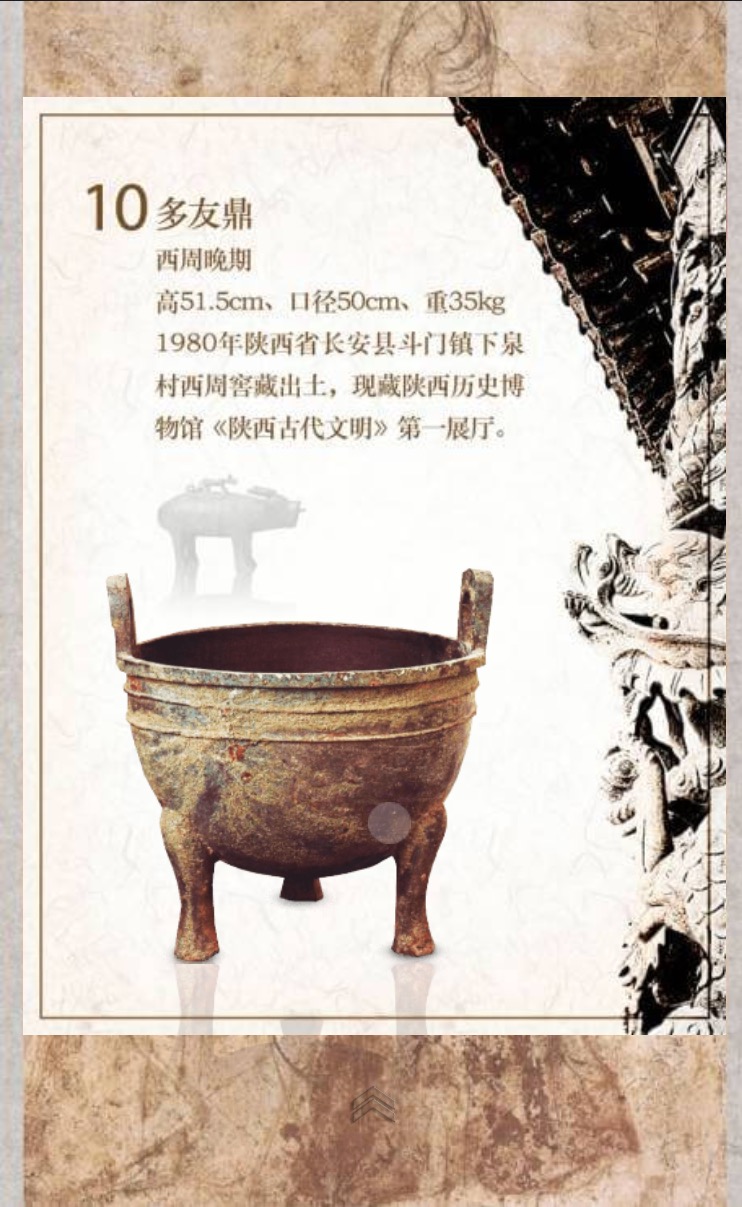 10 多友鼎
西周晚期
高51.5cm、口径50cm、重35kg
1980年陕西省长安县斗门镇下泉
村西周窖藏出土，现藏陕西历史博
物馆《陕西古代文明》第一展厅。